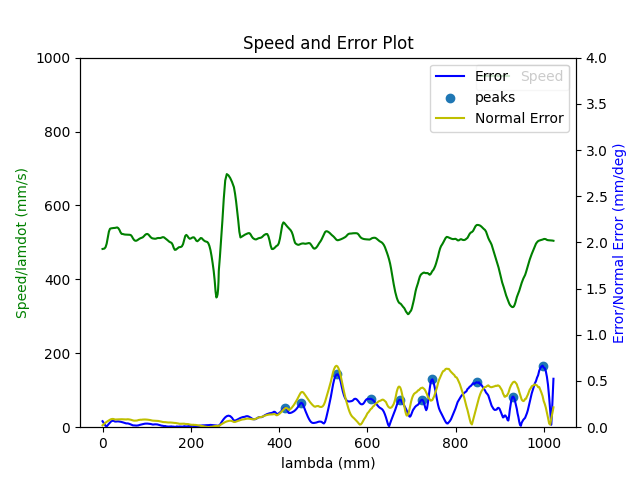 Speed and Error Plot
1000
800
600
400
200
0
Speed/lamdot (mm/s)
4.0
3.5
3.0
2.5
2.0
1.5
1.0
0.5
0.0
Error/Normal Error (mm/deg)
Speed
Error
peaks
Normal Error
0
200
400
600
800
1000
lambda (mm)